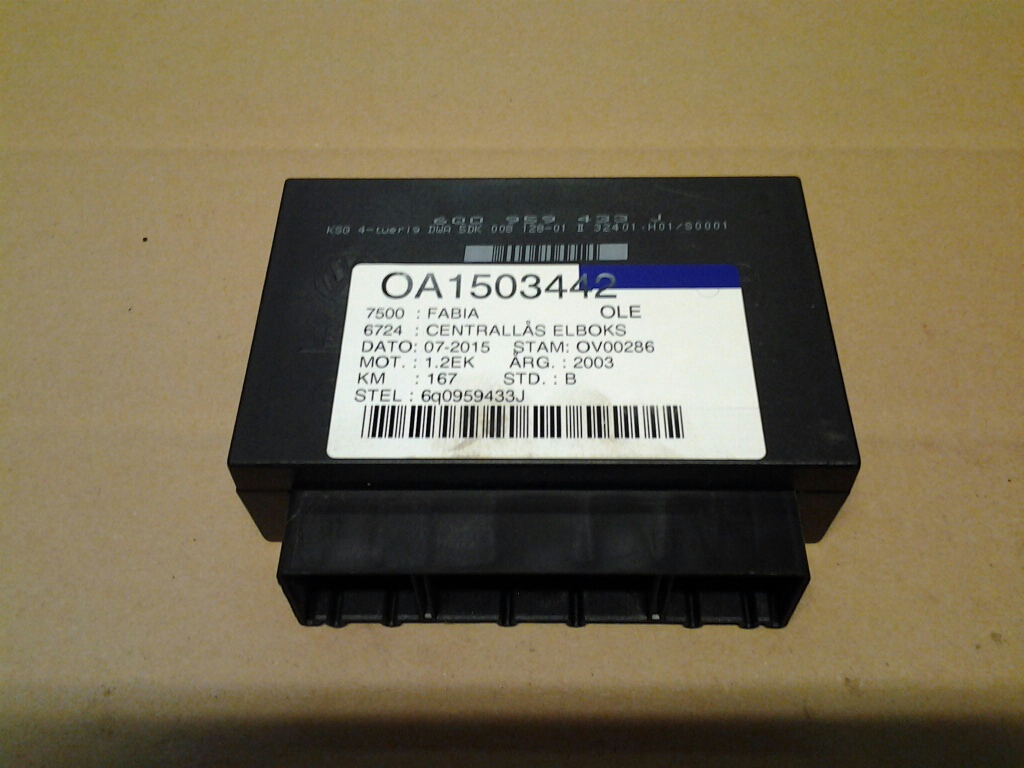 6Q0 959 433 J
KSG 4-tuerig DWA SDK 008 128-01 II 32401 H01/S0001
OA1503442
7500 : FABIA OLE
6724 : CENTRALLÅS ELBOKS
DATO: 07-2015 STAM: OV00286
MOT. : 1.2EK ÅRG. : 2003
KM : 167 STD. : B
STEL : 6q0959433J